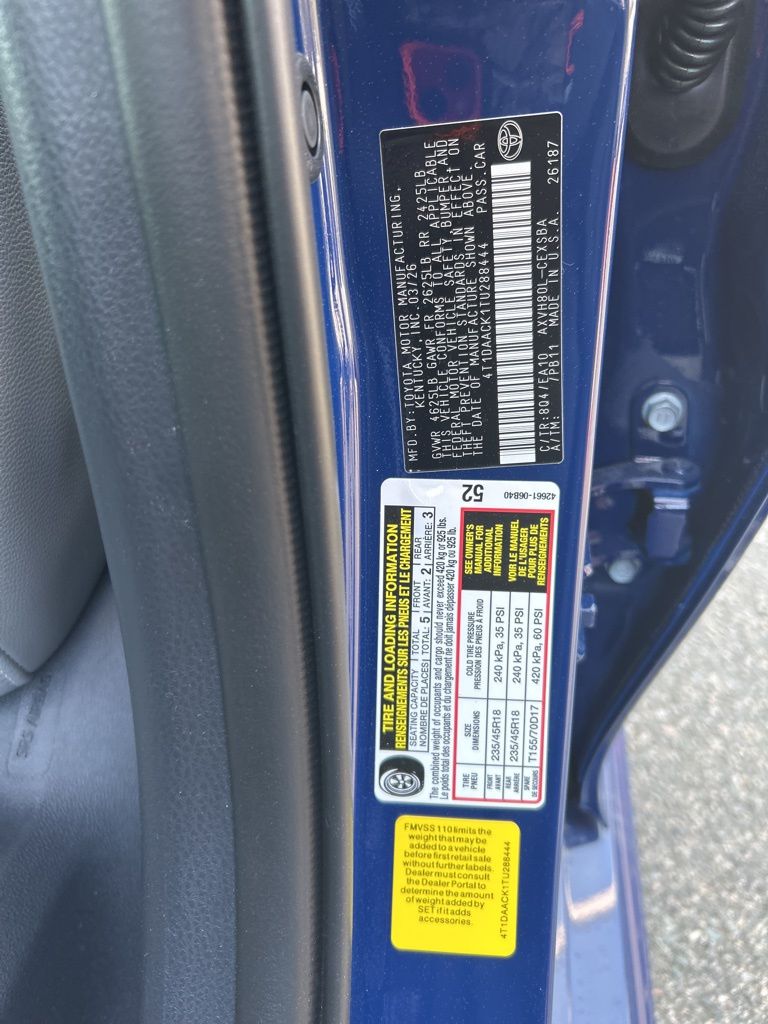 MFD.BY: TOYOTA MOTOR MANUFACTURING,
KENTUCKY, INC. 03/26
GVWR 4625LB GAWR FR 2625LB RR 2425LB
THIS VEHICLE CONFORMS TO ALL APPLICABLE
FEDERAL MOTOR VEHICLE SAFETY, BUMPER AND
THEFT PREVENTION STANDARDS IN EFFECT ON
THE DATE OF MANUFACTURE SHOWN ABOVE.
4T1DAACK1TU288444 PASS.CAR
C/TR:8Q4/EA10 AXVH80L-CEXSBA
A/TM: /PB11 MADE IN U.S.A. 26187
TIRE AND LOADING INFORMATION
RENSEIGNEMENTS SUR LES PNEUS ET LE CHARGEMENT
SEATING CAPACITY | TOTAL | FRONT | REAR
NOMBRE DE PLACES | TOTAL: 5 | AVANT: 2 | ARRIÈRE: 3
The combined weight of occupants and cargo should never exceed 420 kg or 925 lbs.
Le poids total des occupants et du chargement ne doit jamais dépasser 420 kg ou 925 lb.
TIRE
PNEU
SIZE
DIMENSIONS
COLD TIRE PRESSURE
PRESSION DES PNEUS À FROID
FRONT
AVANT
235/45R18
240 kPa, 35 PSI
REAR
ARRIÈRE
235/45R18
240 kPa, 35 PSI
SPARE
DE SECOURS
T155/70D17
420 kPa, 60 PSI
SEE OWNER'S
MANUAL FOR
ADDITIONAL
INFORMATION
VOIR LE MANUEL
DE L'USAGER
POUR PLUS DE
RENSEIGNEMENTS
52
42661-06B40
FMVSS 110 limits the
weight that may be
added to a vehicle
before first retail sale
without further labels.
Dealer must consult
the Dealer Portal to
determine the amount
of weight added by
SET if it adds
accessories.
4T1DAACK1TU288444